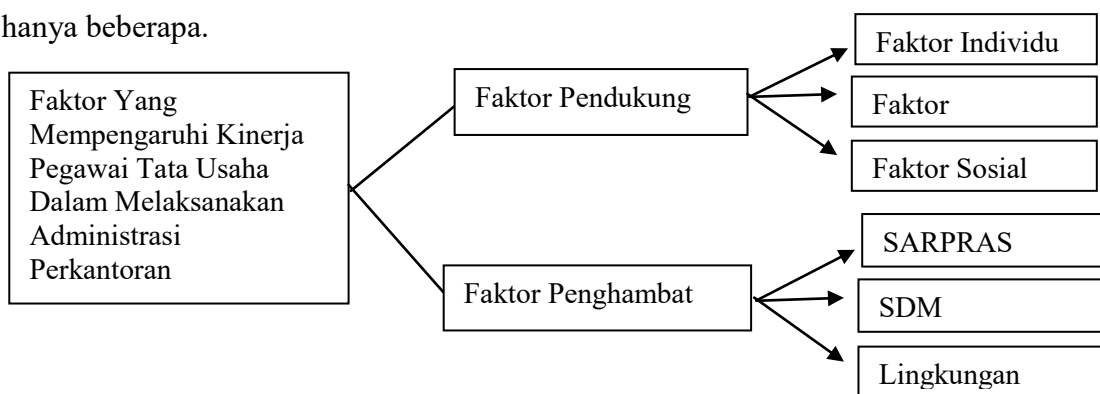 hanya beberapa.
Faktor Yang
Mempengaruhi Kinerja
Pegawai Tata Usaha
Dalam Melaksanakan
Administrasi
Perkantoran
Faktor Pendukung
Faktor Individu
Faktor
Faktor Sosial
Faktor Penghambat
SARPRAS
SDM
Lingkungan